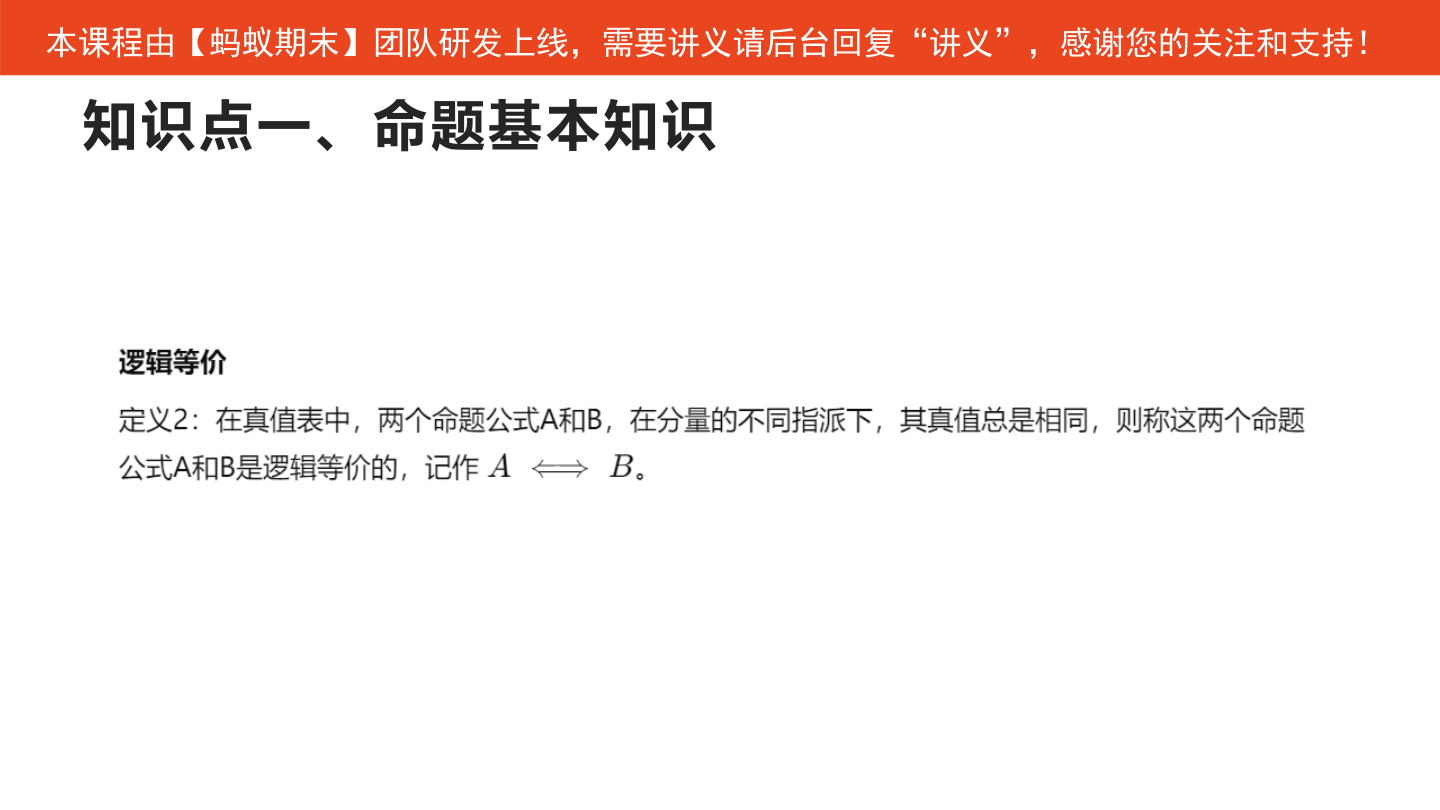 本课程由【蚂蚁期末】团队研发上线，需要讲义请后台回复“讲义”，感谢您的关注和支持！
知识点一、命题基本知识
逻辑等价
定义2：在真值表中，两个命题公式A和B，在分量的不同指派下，其真值总是相同，则称这两个命题
公式A和B是逻辑等价的，记作 A ⟺ B。